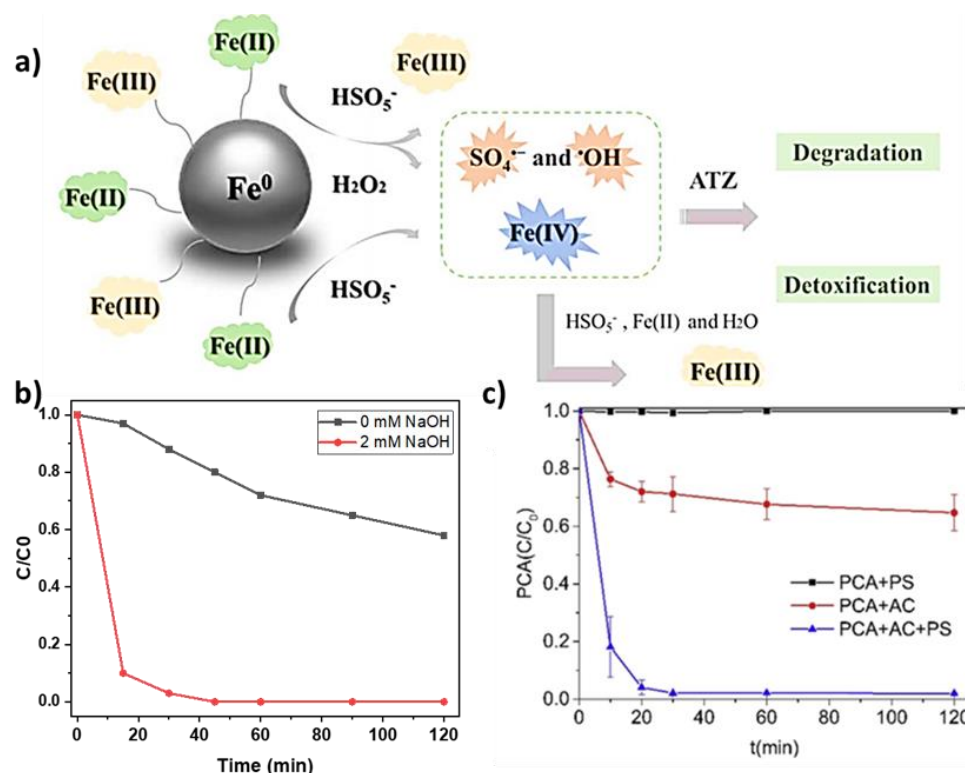 a)
Fe(II)
Fe(III)
Fe(III)
HSO₅⁻
SO₄•⁻ and •OH
Degradation
Fe⁰
H₂O₂
ATZ
Fe(II)
Fe(IV)
HSO₅⁻
Detoxification
Fe(III)
HSO₅⁻ , Fe(II) and H₂O
Fe(II)
Fe(III)
b)
1.0
0.8
0.6
0.4
0.2
0.0
C/C0
0 mM NaOH
2 mM NaOH
0 20 40 60 80 100 120
Time (min)
c)
1.0
0.8
0.6
0.4
0.2
0.0
PCA(C/C₀)
PCA+PS
PCA+AC
PCA+AC+PS
0 20 40 60 80 100 120
t(min)